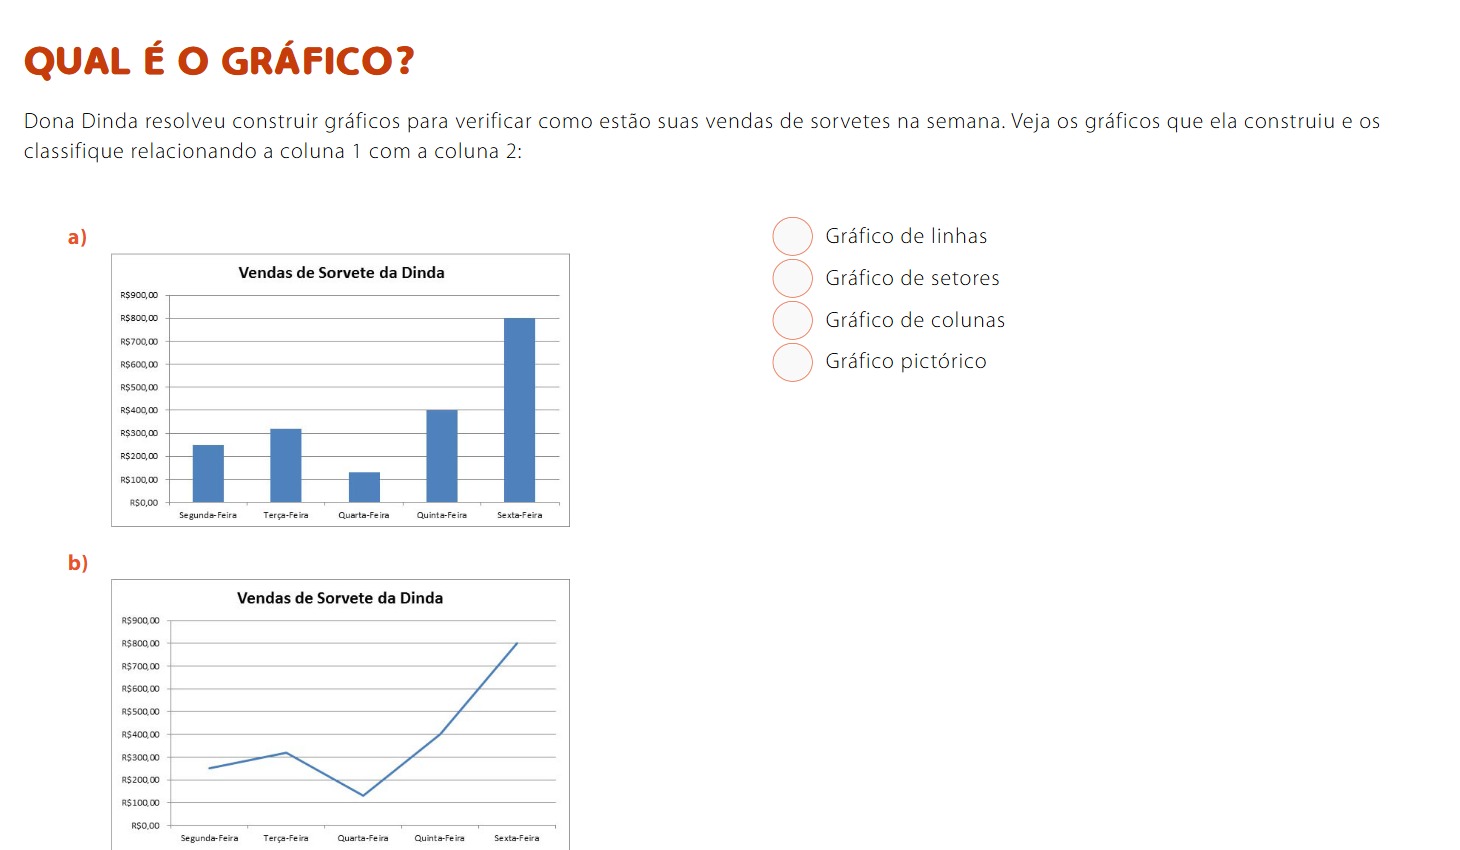 QUAL É O GRÁFICO?
Dona Dinda resolveu construir gráficos para verificar como estão suas vendas de sorvetes na semana. Veja os gráficos que ela construiu e os
classifique relacionando a coluna 1 com a coluna 2:
a)
Vendas de Sorvete da Dinda
R$900,00
R$800,00
R$700,00
R$600,00
R$500,00
R$400,00
R$300,00
R$200,00
R$100,00
R$0,00
Segunda-Feira Terça-Feira Quarta-Feira Quinta-Feira Sexta-Feira
b)
Vendas de Sorvete da Dinda
R$900,00
R$800,00
R$700,00
R$600,00
R$500,00
R$400,00
R$300,00
R$200,00
R$100,00
R$0,00
Segunda-Feira Terça-Feira Quarta-Feira Quinta-Feira Sexta-Feira
Gráfico de linhas
Gráfico de setores
Gráfico de colunas
Gráfico pictórico